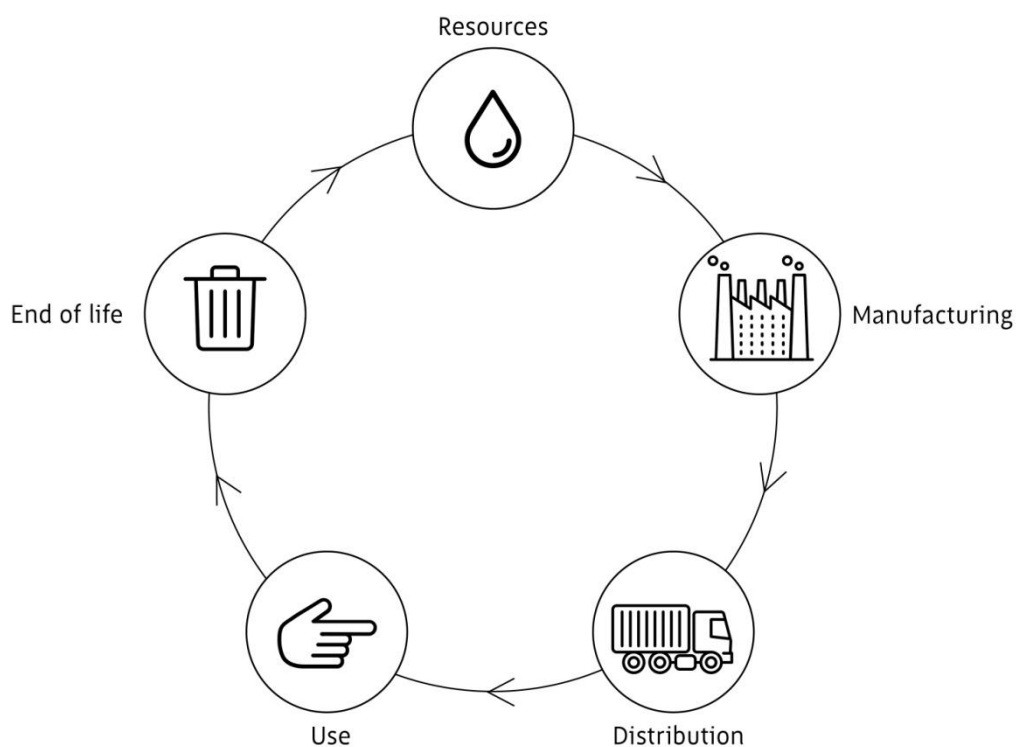 Resources
Manufacturing
Distribution
Use
End of life